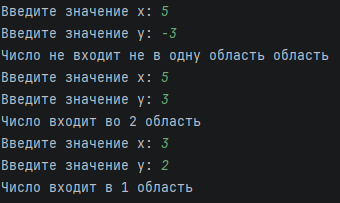 Введите значение x: 5
Введите значение y: -3
Число не входит не в одну область область
Введите значение x: 5
Введите значение y: 3
Число входит во 2 область
Введите значение x: 3
Введите значение y: 2
Число входит в 1 область